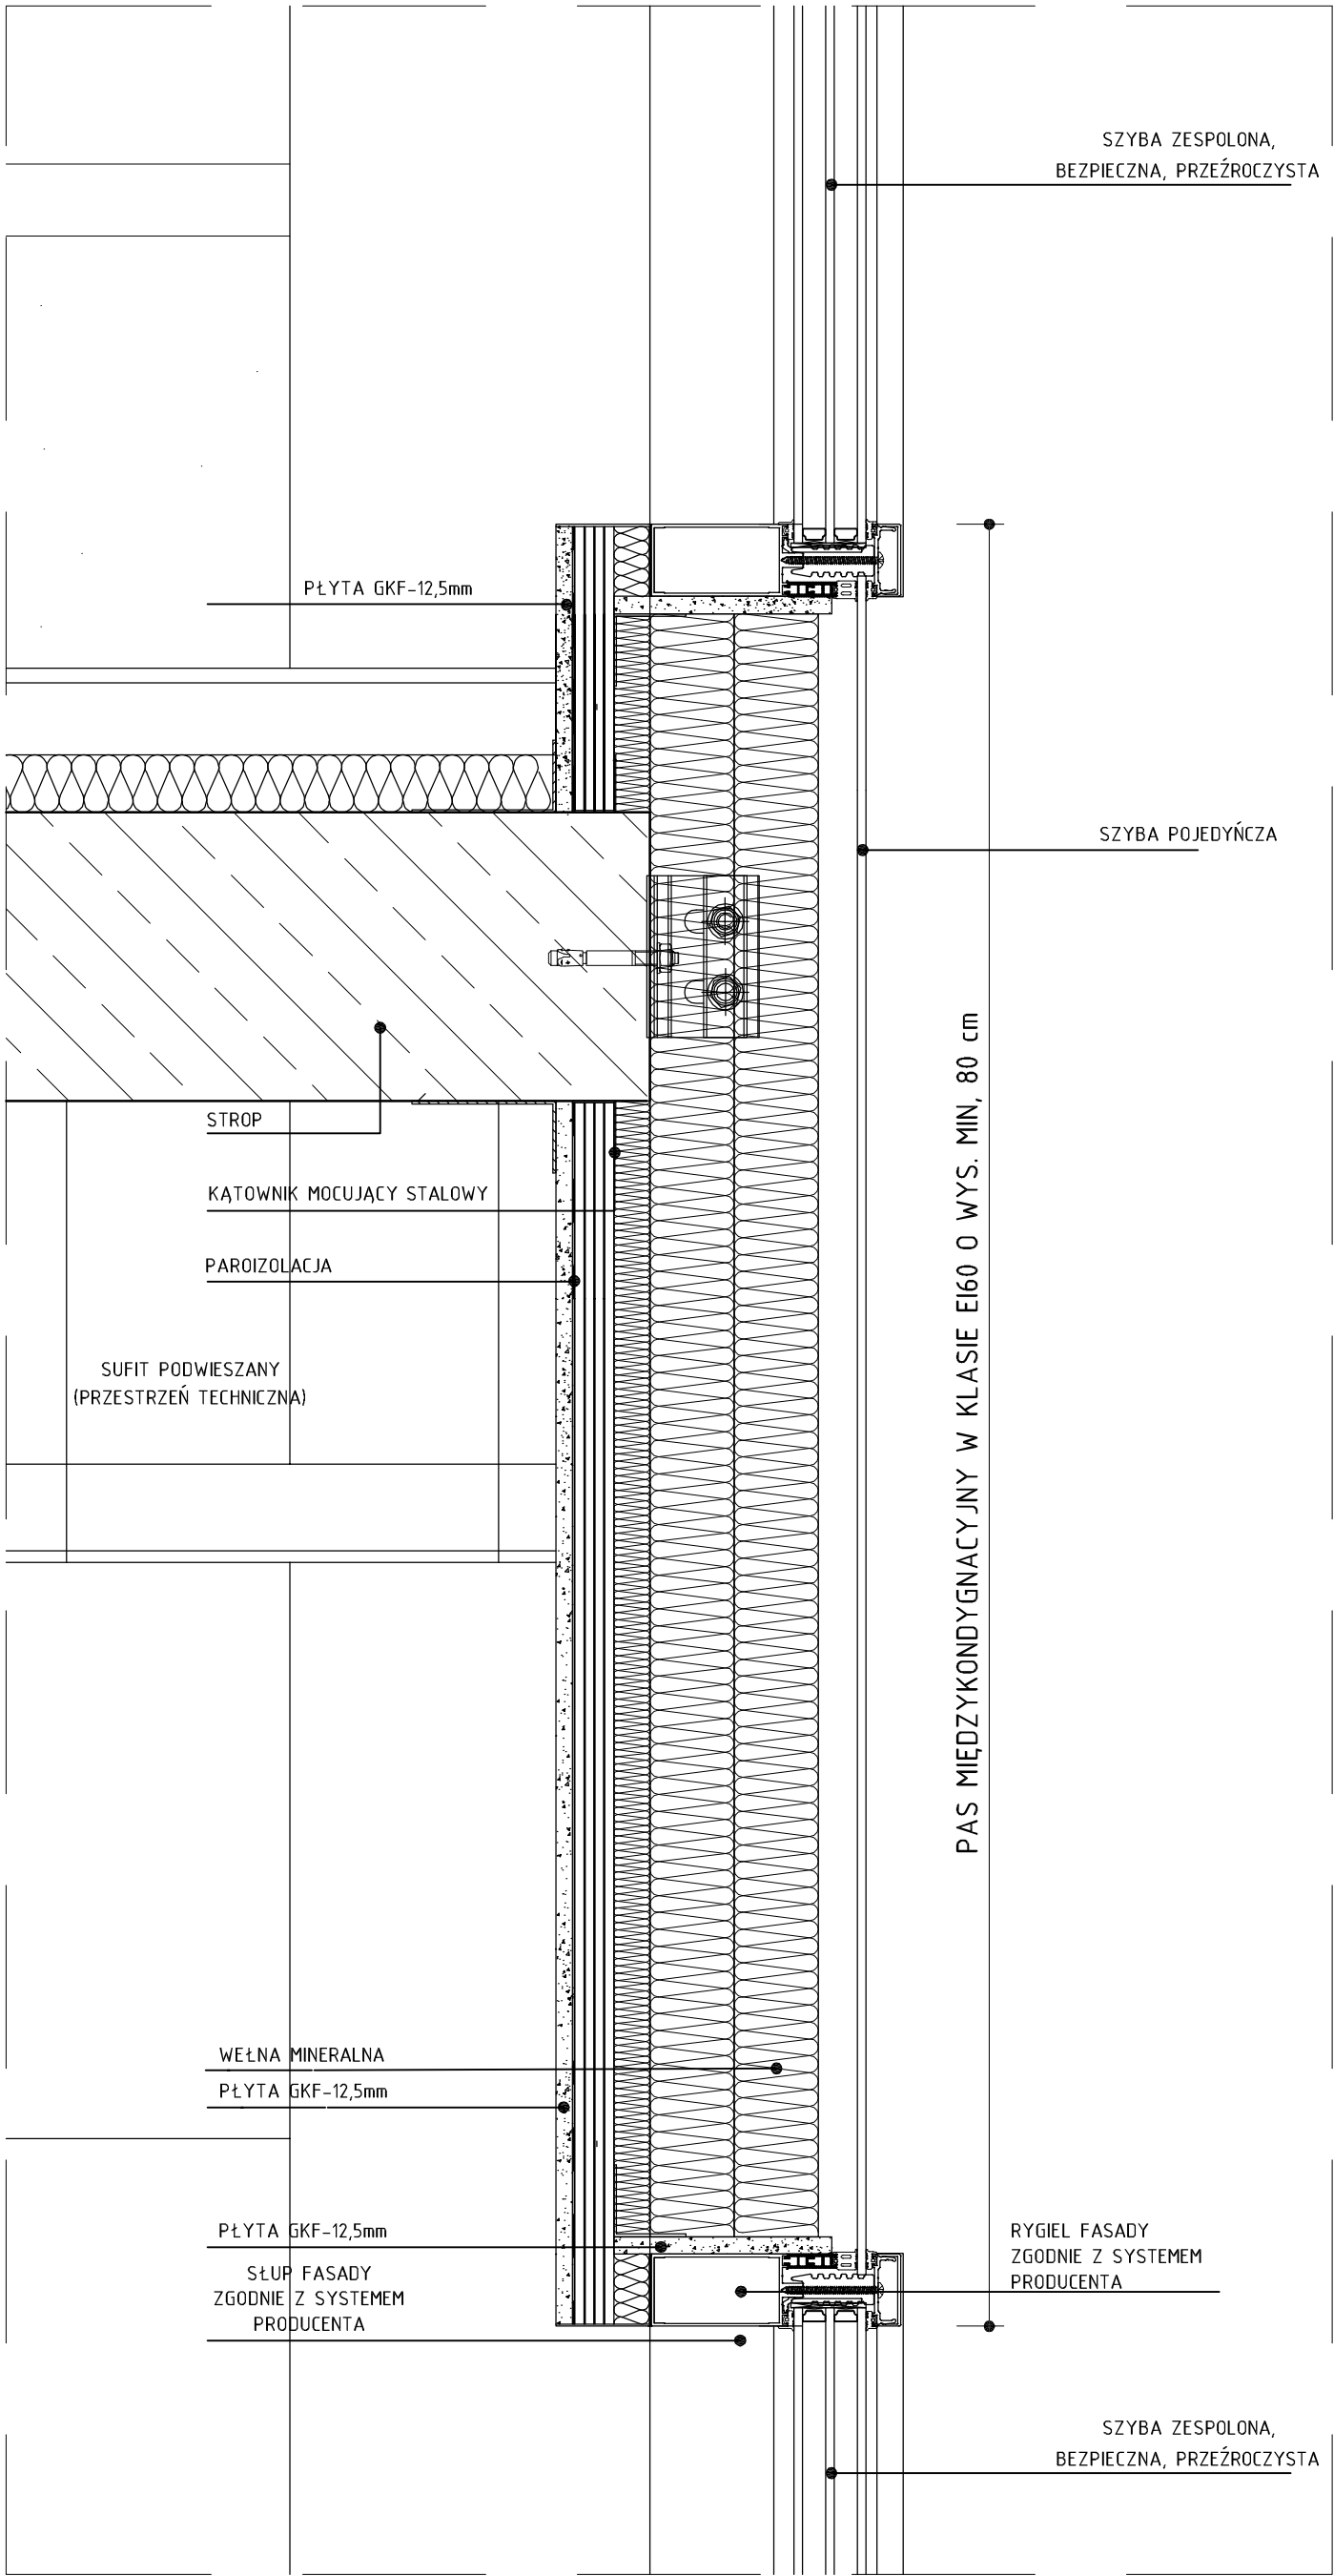 SZYBA ZESPOLONA,
BEZPIECZNA, PRZEŹROCZYSTA
PŁYTA GKF-12,5mm
SZYBA POJEDYŃCZA
PAS MIĘDZYKONDYGNACYJNY W KLASIE EI60 O WYS. MIN, 80 cm
STROP
KĄTOWNIK MOCUJĄCY STALOWY
PAROIZOLACJA
SUFIT PODWIESZANY
(PRZESTRZEŃ TECHNICZNA)
WEŁNA MINERALNA
PŁYTA GKF-12,5mm
PŁYTA GKF-12,5mm
SŁUP FASADY
ZGODNIE Z SYSTEMEM
PRODUCENTA
RYGIEL FASADY
ZGODNIE Z SYSTEMEM
PRODUCENTA
SZYBA ZESPOLONA,
BEZPIECZNA, PRZEŹROCZYSTA